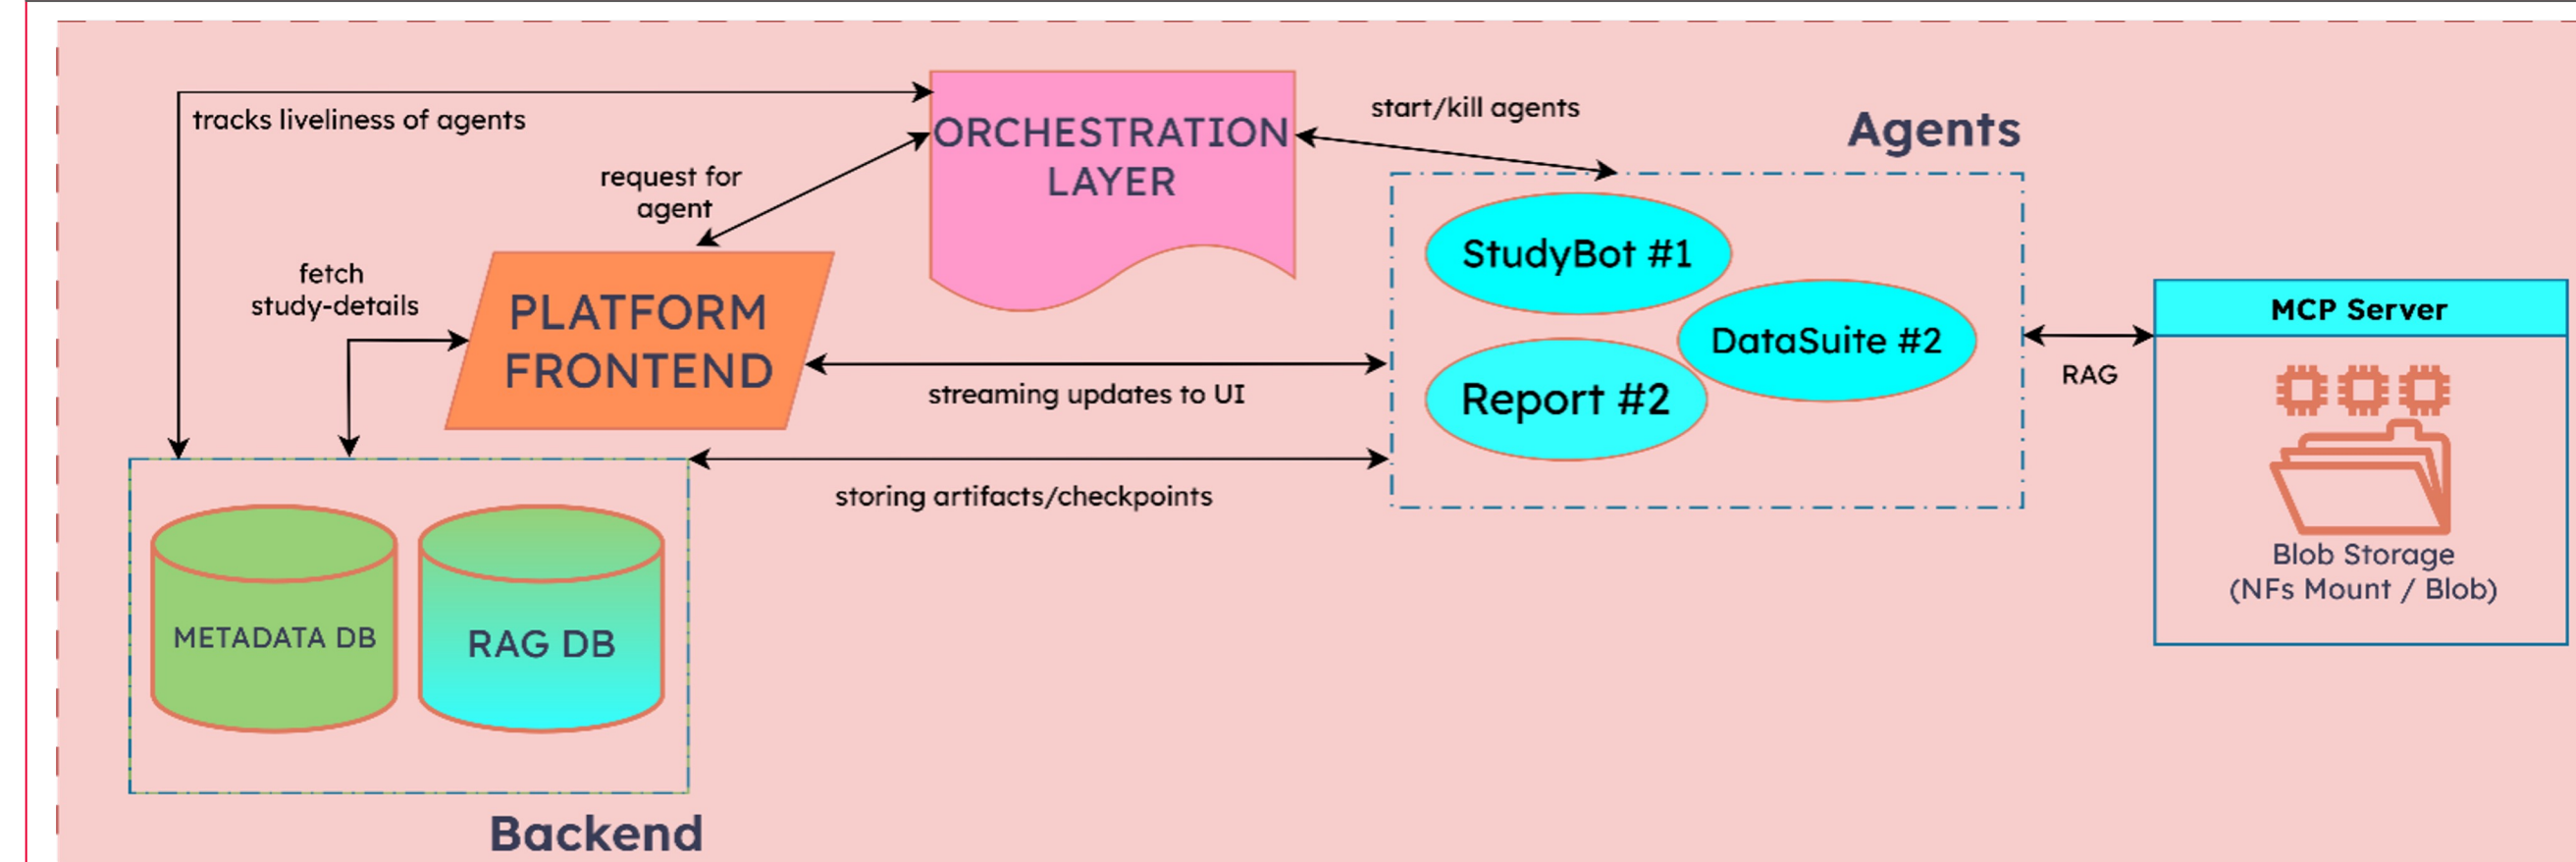 tracks liveliness of agents
ORCHESTRATION
LAYER
start/kill agents
Agents
request for
agent
fetch
study-details
PLATFORM
FRONTEND
streaming updates to UI
storing artifacts/checkpoints
StudyBot #1
DataSuite #2
Report #2
RAG
MCP Server
Blob Storage
(NFs Mount / Blob)
METADATA DB
RAG DB
Backend